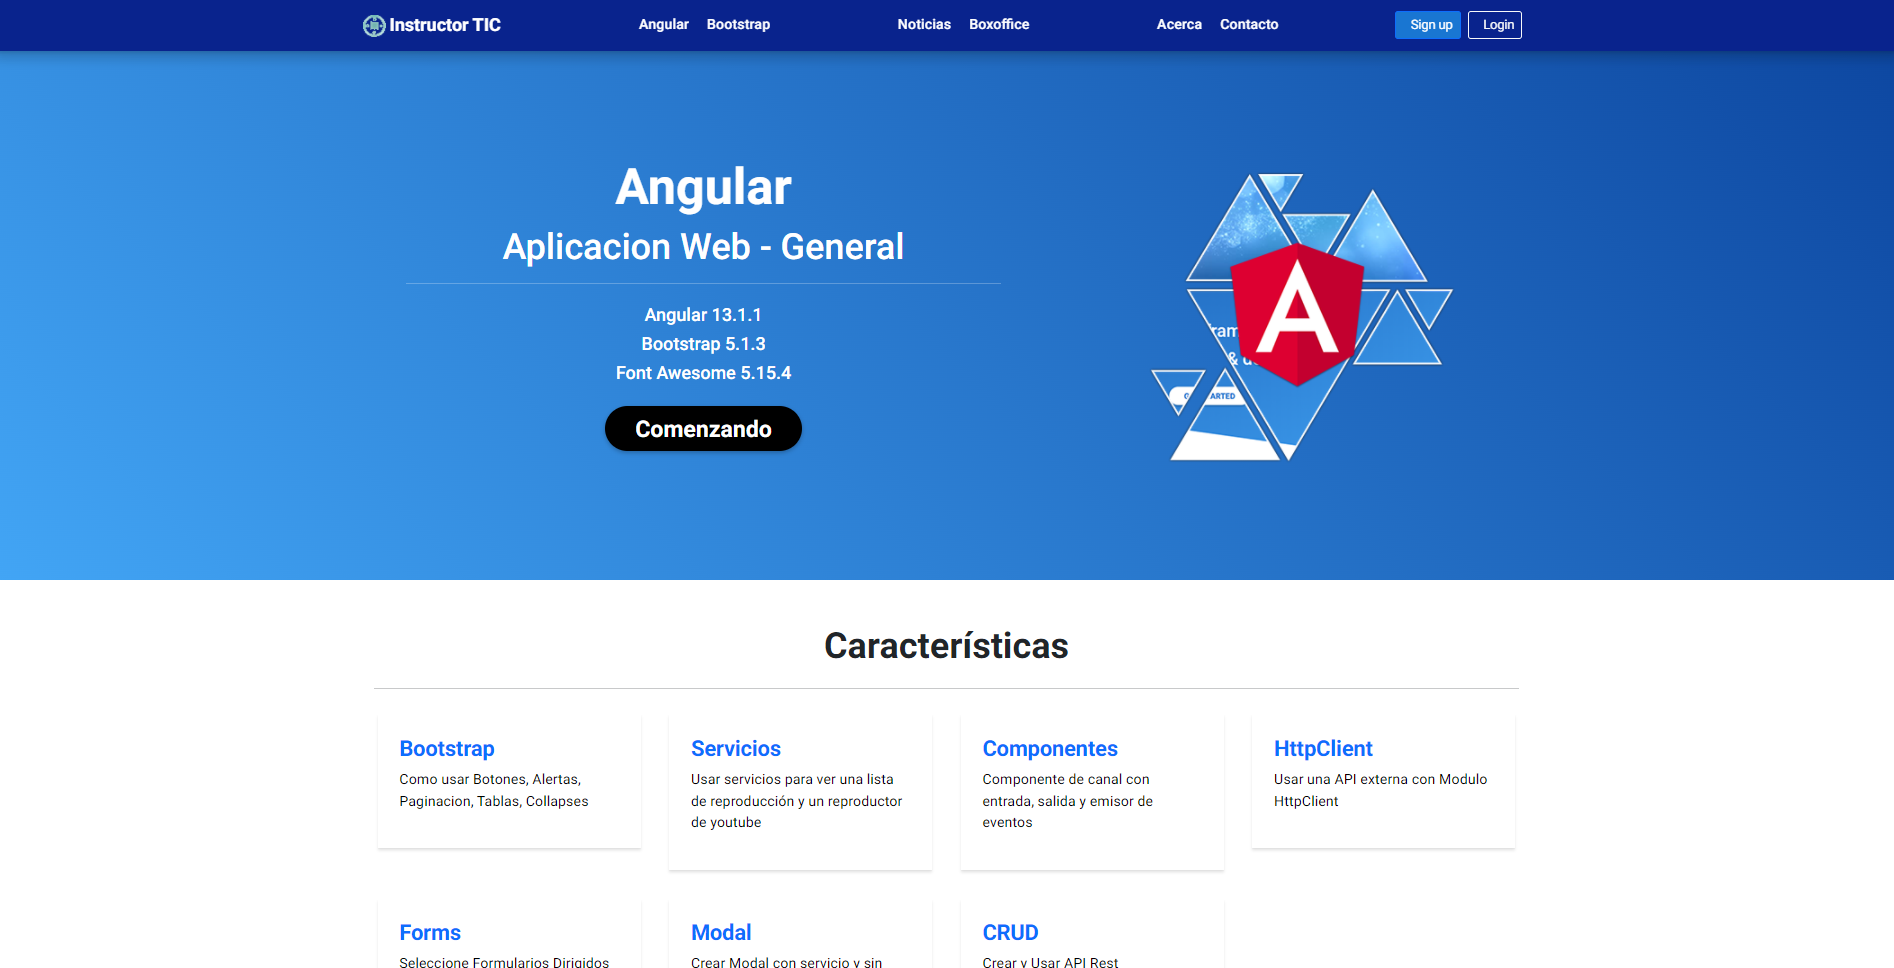 Instructor TIC
Angular Bootstrap Noticias Boxoffice Acerca Contacto Sign up Login
Angular
Aplicacion Web - General
Angular 13.1.1
Bootstrap 5.1.3
Font Awesome 5.15.4
Comenzando
ARTED
Características
Bootstrap
Como usar Botones, Alertas,
Paginacion, Tablas, Collapses
Servicios
Usar servicios para ver una lista
de reproducción y un reproductor
de youtube
Componentes
Componente de canal con
entrada, salida y emisor de
eventos
HttpClient
Usar una API externa con Modulo
HttpClient
Forms
Seleccione Formularios Dirigidos
Modal
Crear Modal con servicio y sin
CRUD
Crear y Usar API Rest